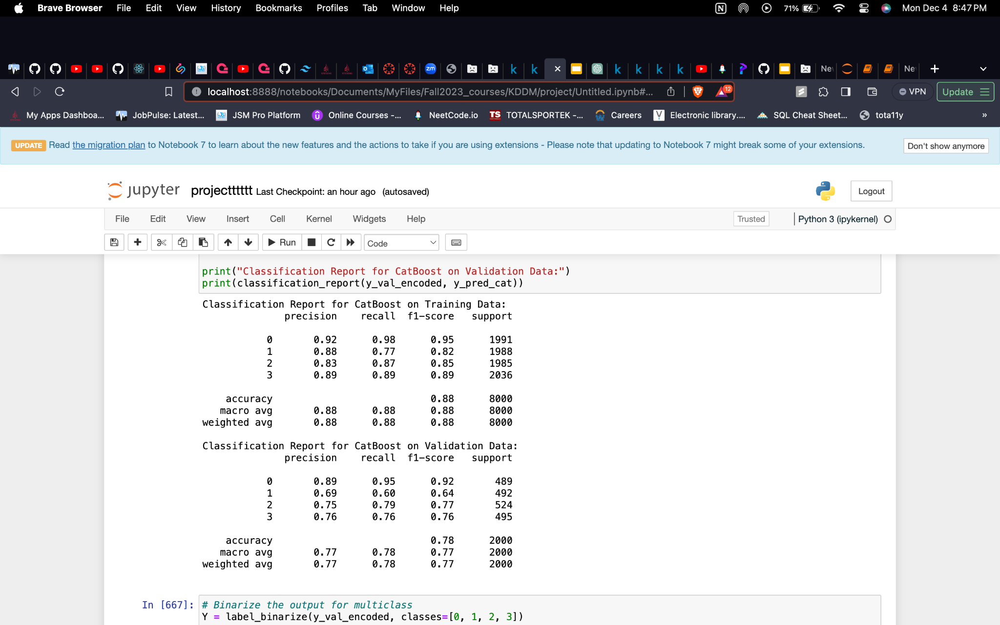 Brave Browser File Edit View History Bookmarks Profiles Tab Window Help 71% Mon Dec 4 8:47 PM
zm k k k k k k Ne Ne
localhost:8888/notebooks/Documents/MyFiles/Fall2023_courses/KDDM/project/Untitled.ipynb#... 12 VPN Update
My Apps Dashboa... JobPulse: Latest... JSM Pro Platform Online Courses -... NeetCode.io TS TOTALSPORTEK -... Careers Electronic library.... SQL Cheat Sheet... tota11y »
UPDATE Read the migration plan to Notebook 7 to learn about the new features and the actions to take if you are using extensions - Please note that updating to Notebook 7 might break some of your extensions. Don't show anymore
jupyter projectttttt Last Checkpoint: an hour ago (autosaved) Logout
File Edit View Insert Cell Kernel Widgets Help Trusted Python 3 (ipykernel)
Run Code
print("Classification Report for CatBoost on Validation Data:")
print(classification_report(y_val_encoded, y_pred_cat))
Classification Report for CatBoost on Training Data:
precision recall f1-score support
0 0.92 0.98 0.95 1991
1 0.88 0.77 0.82 1988
2 0.83 0.87 0.85 1985
3 0.89 0.89 0.89 2036
accuracy 0.88 8000
macro avg 0.88 0.88 0.88 8000
weighted avg 0.88 0.88 0.88 8000
Classification Report for CatBoost on Validation Data:
precision recall f1-score support
0 0.89 0.95 0.92 489
1 0.69 0.60 0.64 492
2 0.75 0.79 0.77 524
3 0.76 0.76 0.76 495
accuracy 0.78 2000
macro avg 0.77 0.78 0.77 2000
weighted avg 0.77 0.78 0.77 2000
In [667]: # Binarize the output for multiclass
Y = label_binarize(y_val_encoded, classes=[0, 1, 2, 3])